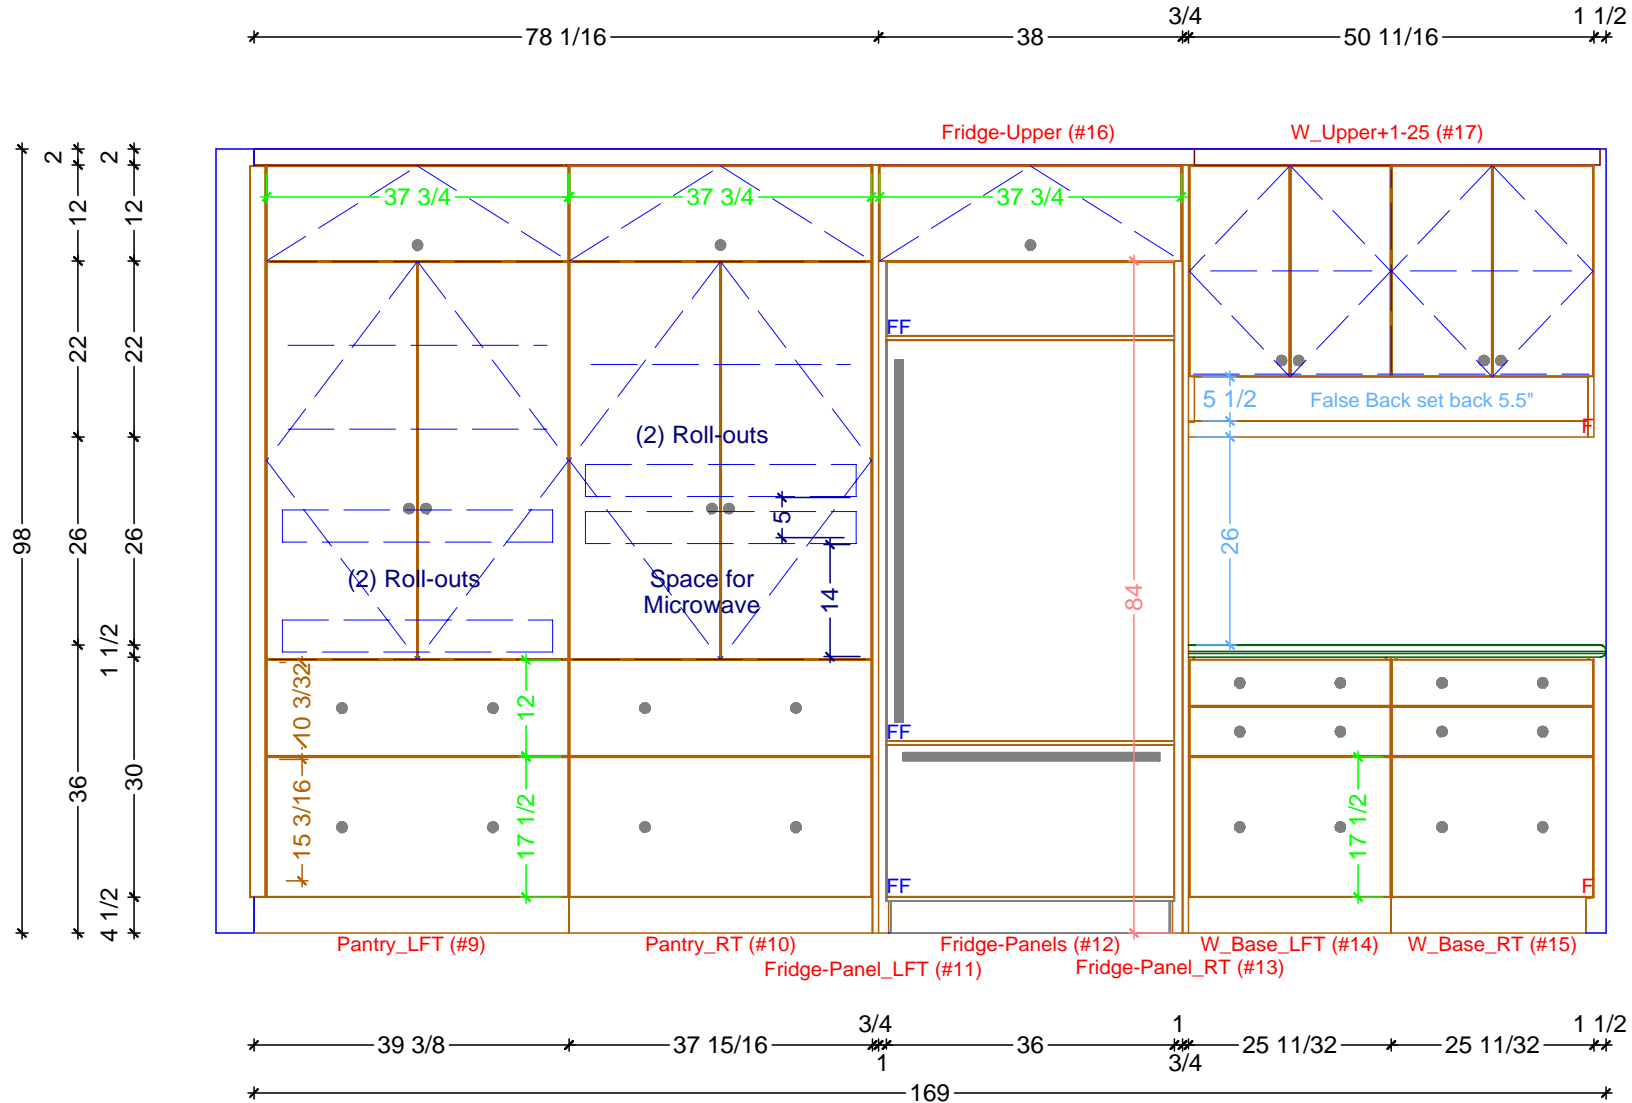 3/4
1 1/2
78 1/16
38
50 11/16
Fridge-Upper (#16)
W_Upper+1-25 (#17)
2
2
37 3/4
37 3/4
37 3/4
12
12
FF
22
22
5 1/2
False Back set back 5.5"
F
(2) Roll-outs
5
98
26
26
26
(2) Roll-outs
Space for
Microwave
14
84
1 1/2
10 3/32
12
FF
36
30
15 3/16
17 1/2
17 1/2
FF
F
4 1/2
Pantry_LFT (#9)
Pantry_RT (#10)
Fridge-Panels (#12)
W_Base_LFT (#14)
W_Base_RT (#15)
Fridge-Panel_LFT (#11)
Fridge-Panel_RT (#13)
3/4
1
1 1/2
39 3/8
37 15/16
36
25 11/32
25 11/32
1
3/4
169